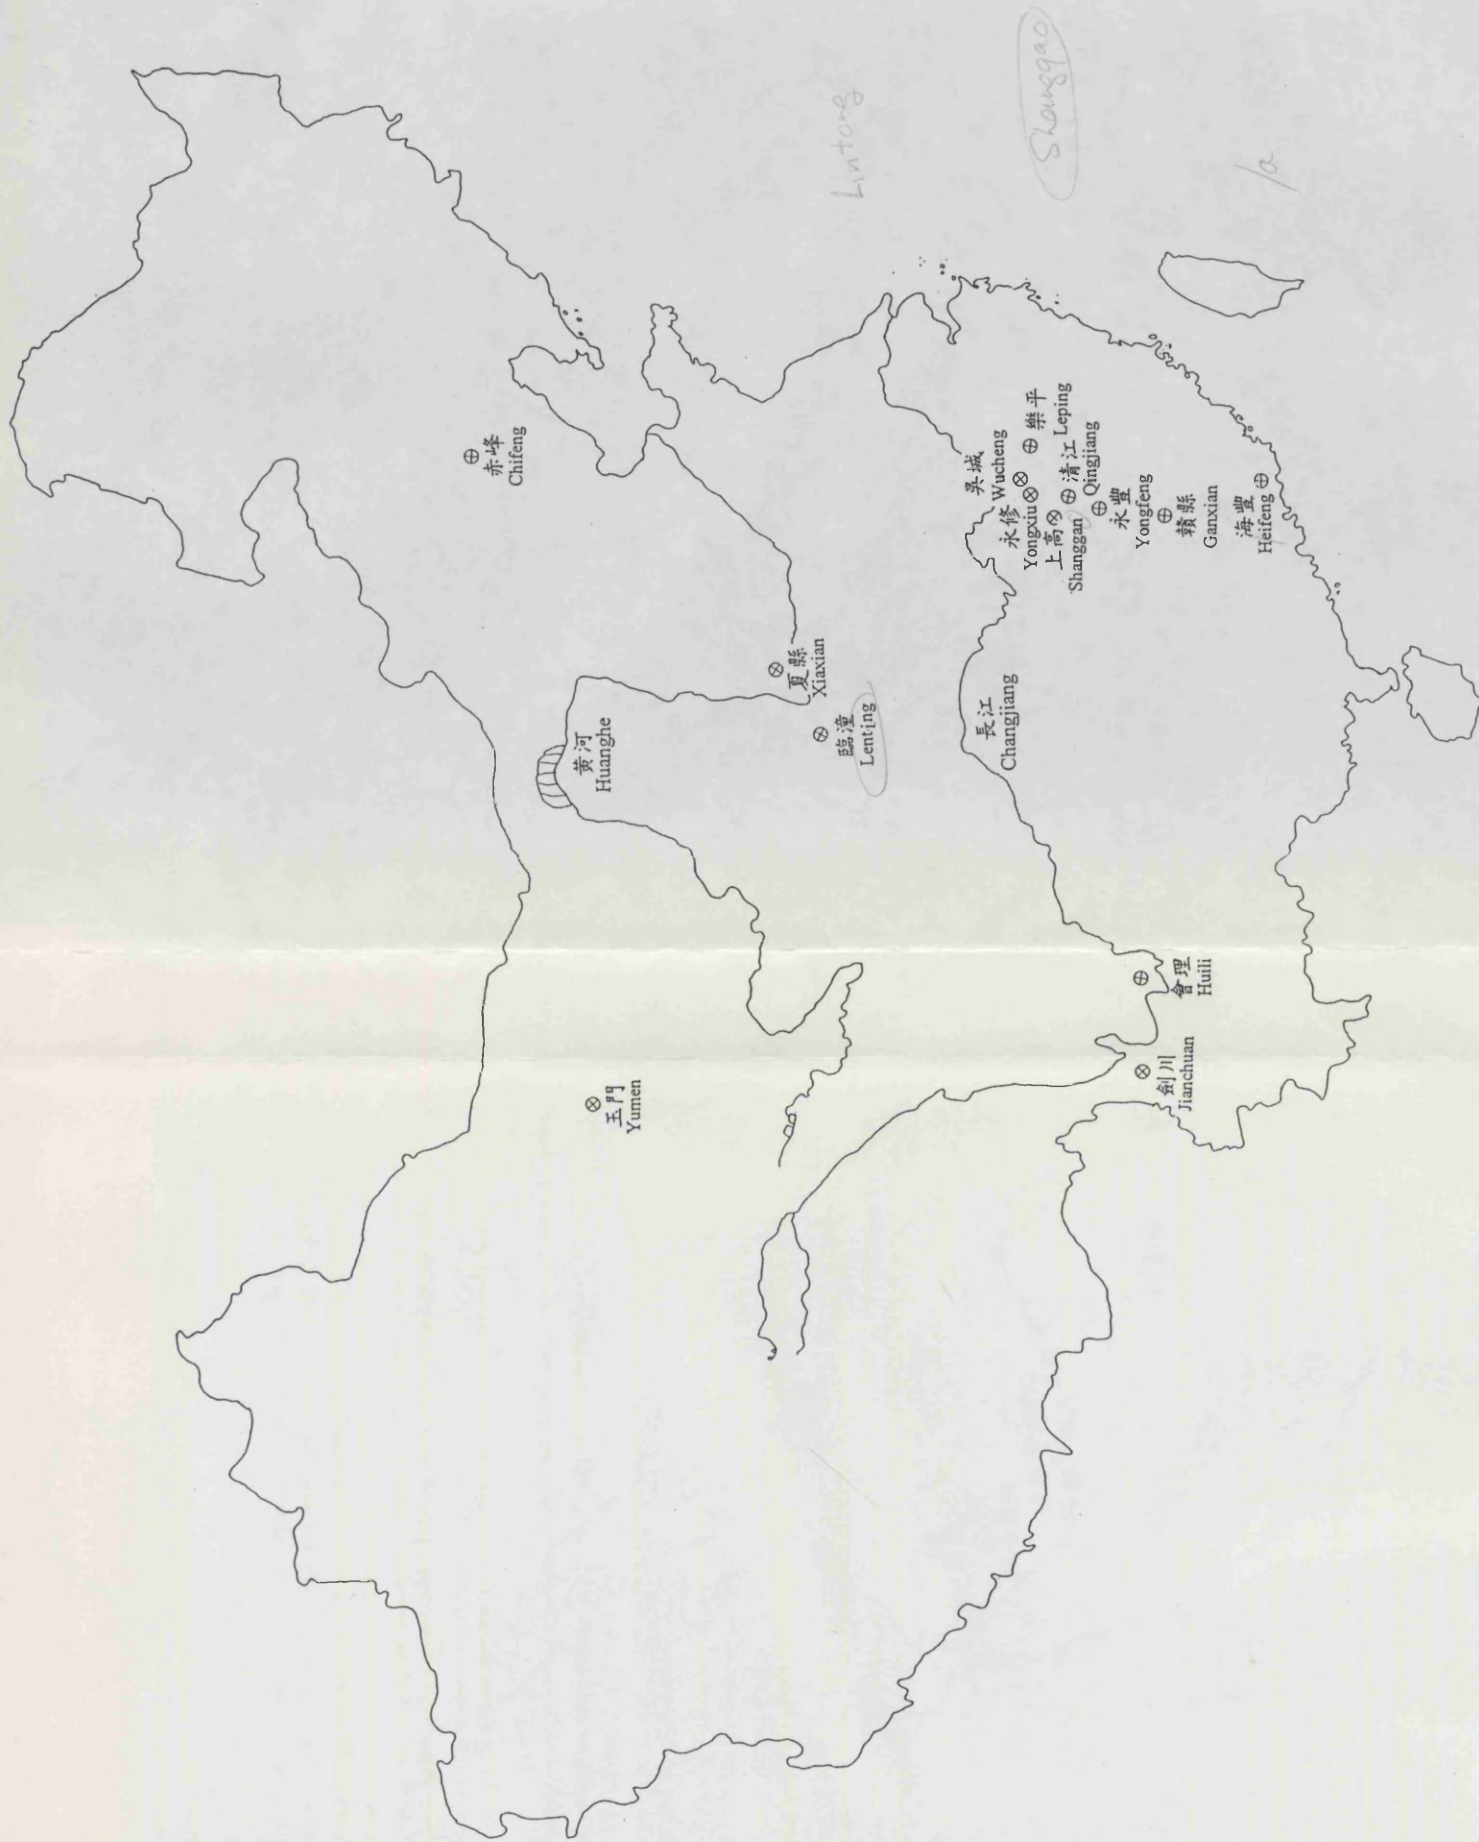 赤峰
Chifeng
黄河
Huanghe
玉門
Yumen
夏縣
Xiaxian
臨潼
Lenting
Lintong
長江
Changjiang
吳城
Wucheng
永修
Yongxiu
上高
Shanggan
Shanggao
樂平
Leping
清江
Qingjiang
永豐
Yongfeng
贛縣
Ganxian
海豐
Heifeng
/a
會理
Huili
劍川
Jianchuan